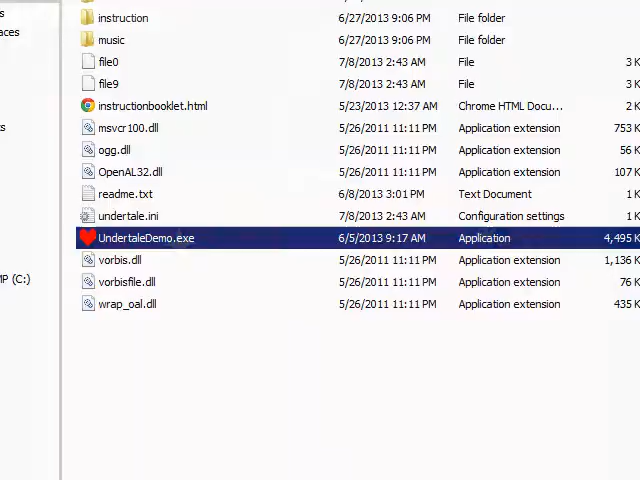 s
instruction 6/27/2013 9:06 PM File folder
aces music 6/27/2013 9:06 PM File folder
file0 7/8/2013 2:43 AM File 3 K
file9 7/8/2013 2:43 AM File 3 K
instructionbooklet.html 5/23/2013 12:37 AM Chrome HTML Docu... 2 K
ts msvcr100.dll 5/26/2011 11:11 PM Application extension 753 K
ogg.dll 5/26/2011 11:11 PM Application extension 56 K
OpenAL32.dll 5/26/2011 11:11 PM Application extension 107 K
readme.txt 6/8/2013 3:01 PM Text Document 1 K
undertale.ini 7/8/2013 2:43 AM Configuration settings 1 K
UndertaleDemo.exe 6/5/2013 9:17 AM Application 4,495 K
vorbis.dll 5/26/2011 11:11 PM Application extension 1,136 K
MP (C:) vorbisfile.dll 5/26/2011 11:11 PM Application extension 76 K
wrap_oal.dll 5/26/2011 11:11 PM Application extension 435 K